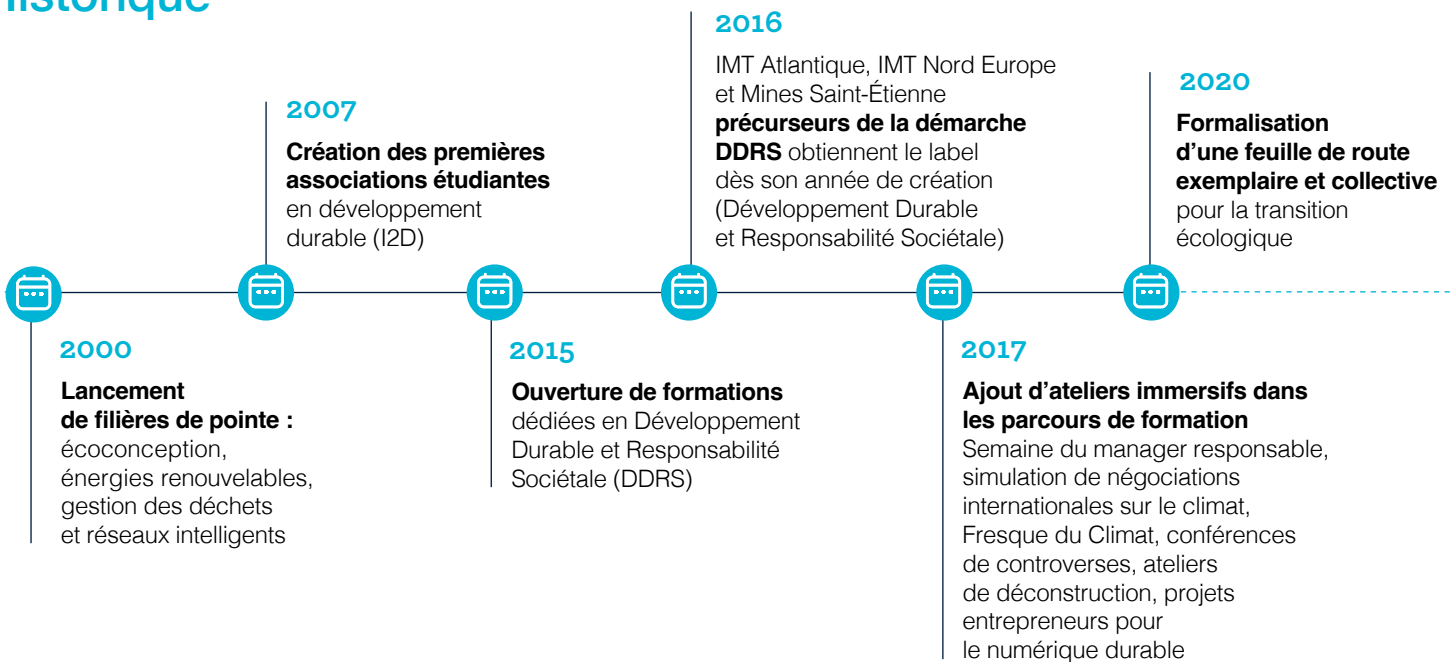 Historique
2000
Lancement
de filières de pointe :
écoconception,
énergies renouvelables,
gestion des déchets
et réseaux intelligents
2007
Création des premières
associations étudiantes
en développement
durable (I2D)
2015
Ouverture de formations
dédiées en Développement
Durable et Responsabilité
Sociétale (DDRS)
2016
IMT Atlantique, IMT Nord Europe
et Mines Saint-Étienne
précurseurs de la démarche
DDRS obtiennent le label
dès son année de création
(Développement Durable
et Responsabilité Sociétale)
2017
Ajout d’ateliers immersifs dans
les parcours de formation
Semaine du manager responsable,
simulation de négociations
internationales sur le climat,
Fresque du Climat, conférences
de controverses, ateliers
de déconstruction, projets
entrepreneurs pour
le numérique durable
2020
Formalisation
d’une feuille de route
exemplaire et collective
pour la transition
écologique